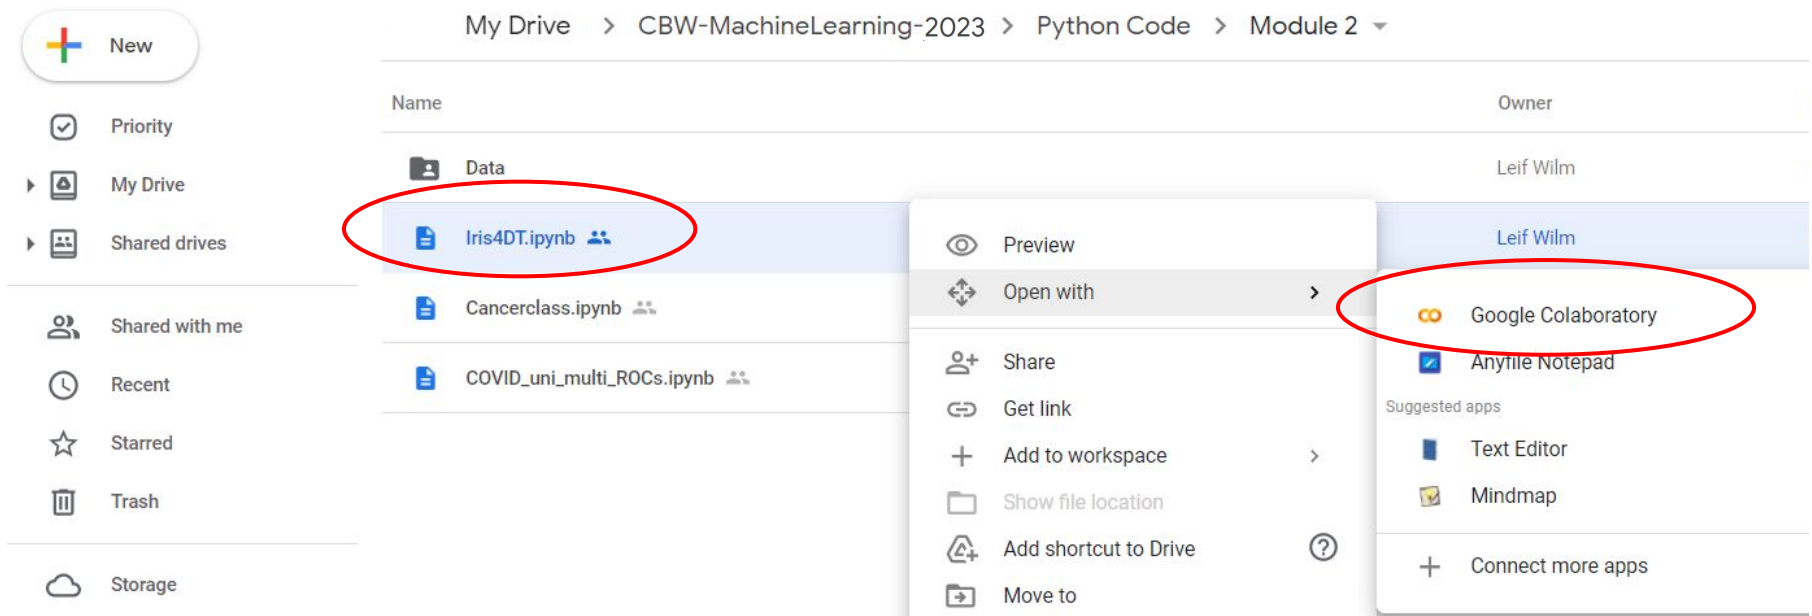 New
Priority
My Drive
Shared drives
Shared with me
Recent
Starred
Trash
Storage
My Drive > CBW-MachineLearning-2023 > Python Code > Module 2
Name Owner
Data Leif Wilm
Iris4DT.ipynb Leif Wilm
Cancerclass.ipynb
COVID_uni_multi_ROCs.ipynb
Preview
Open with
Share
Get link
Add to workspace
Show file location
Add shortcut to Drive
Move to
Google Colaboratory
Anyfile Notepad
Suggested apps
Text Editor
Mindmap
Connect more apps